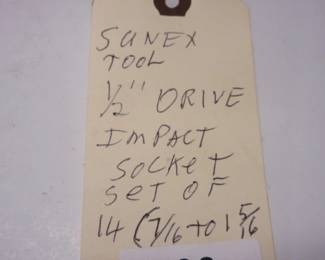 SUNEX
TOOL
1/2" DRIVE
IMPACT
SOCKET
SET OF
14 (7/16 to 1 5/16